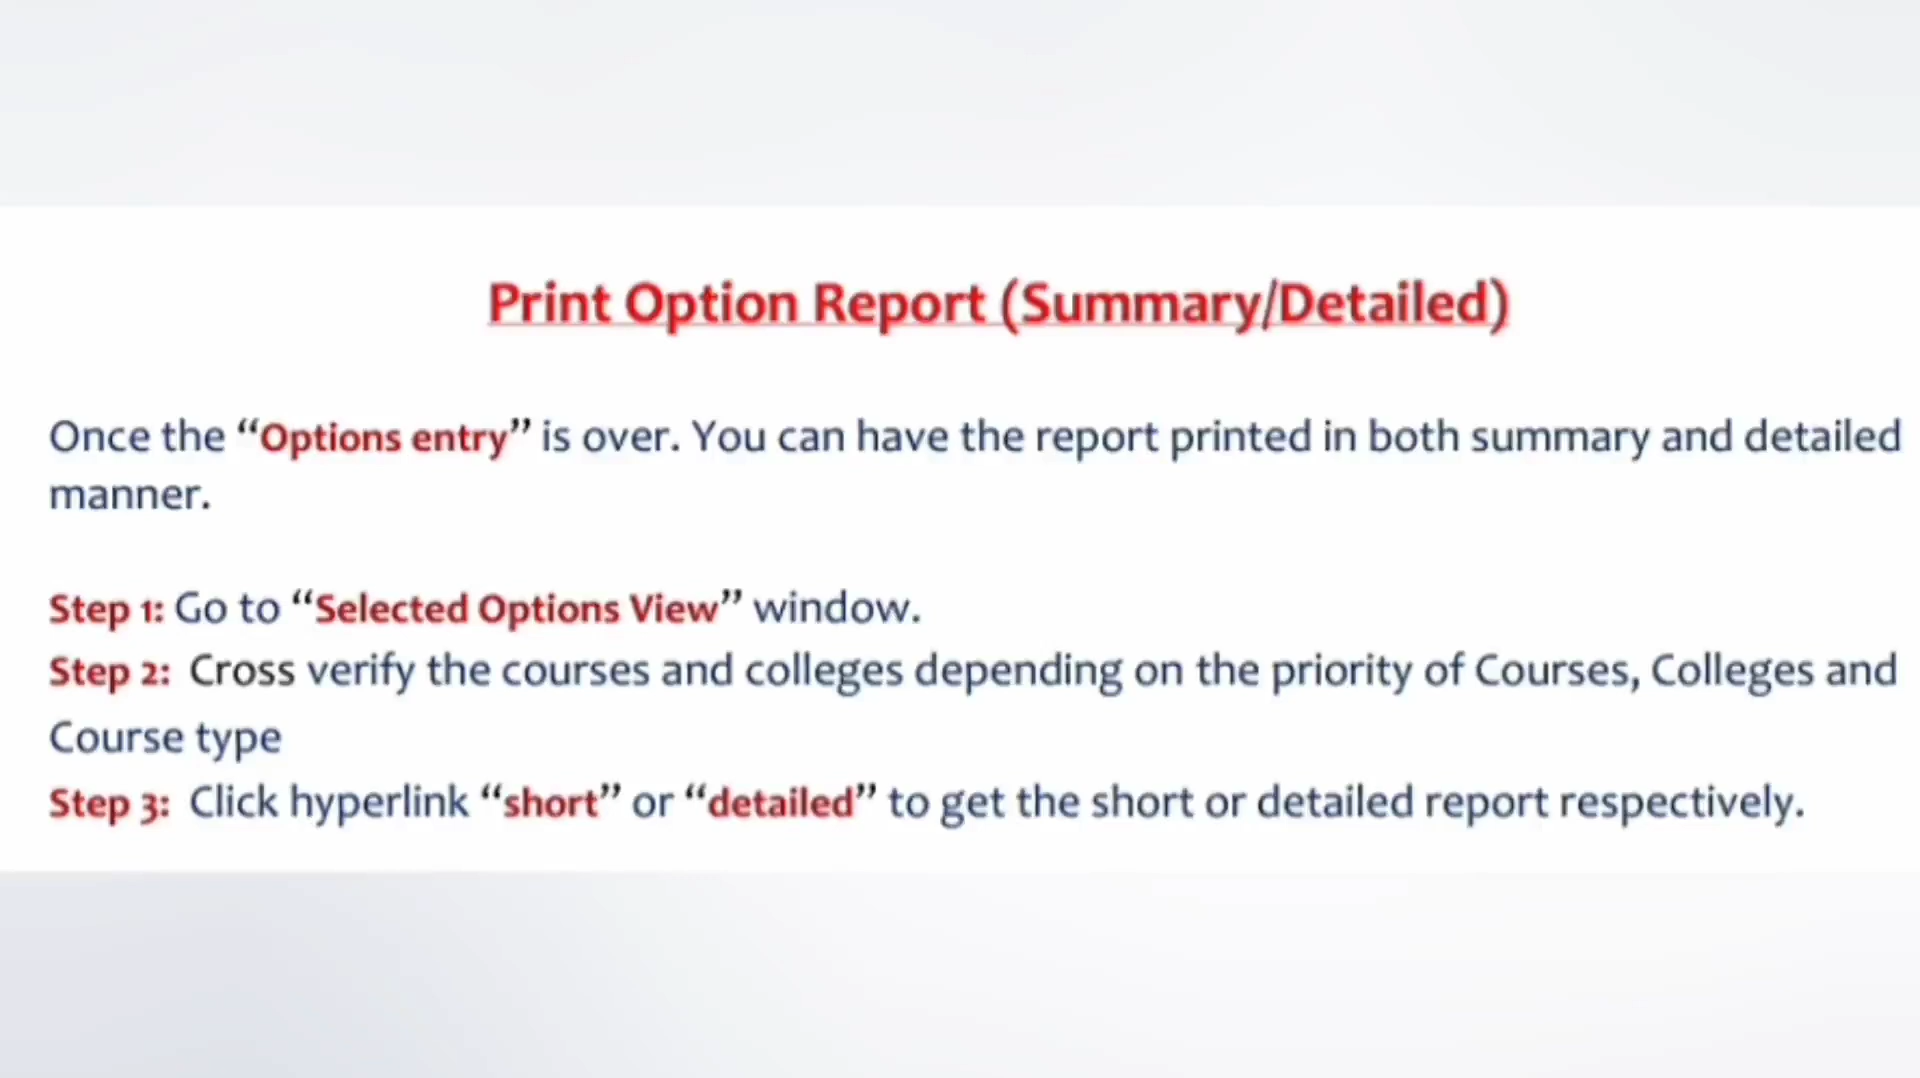 Print Option Report (Summary/Detailed)
Once the “Options entry” is over. You can have the report printed in both summary and detailed
manner.
Step 1: Go to “Selected Options View” window.
Step 2: Cross verify the courses and colleges depending on the priority of Courses, Colleges and
Course type
Step 3: Click hyperlink “short” or “detailed” to get the short or detailed report respectively.